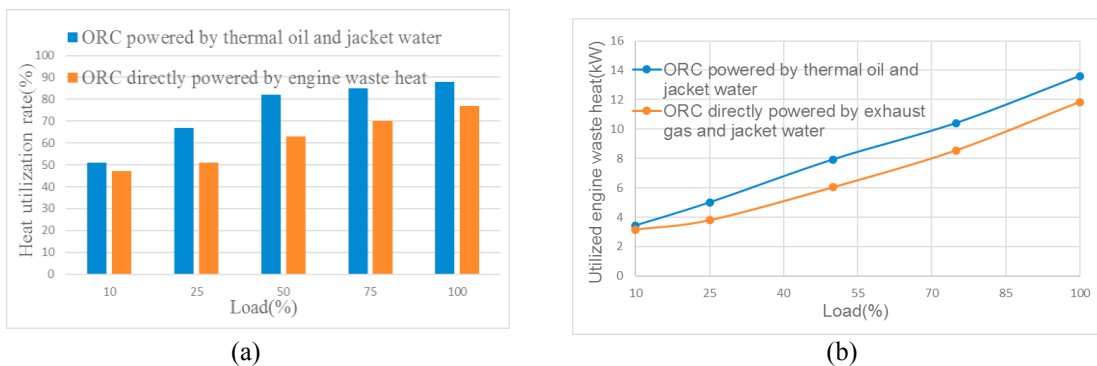 ORC powered by thermal oil and jacket water
ORC directly powered by engine waste heat
Heat utilization rate(%)
100
90
80
70
60
50
40
30
20
10
0
10 25 50 75 100
Load(%)
(a)
ORC powered by thermal oil and
jacket water
ORC directly powered by exhaust
gas and jacket water
Utilized engine waste heat(kW)
16
14
12
10
8
6
4
2
0
10 25 40 55 70 85 100
Load(%)
(b)